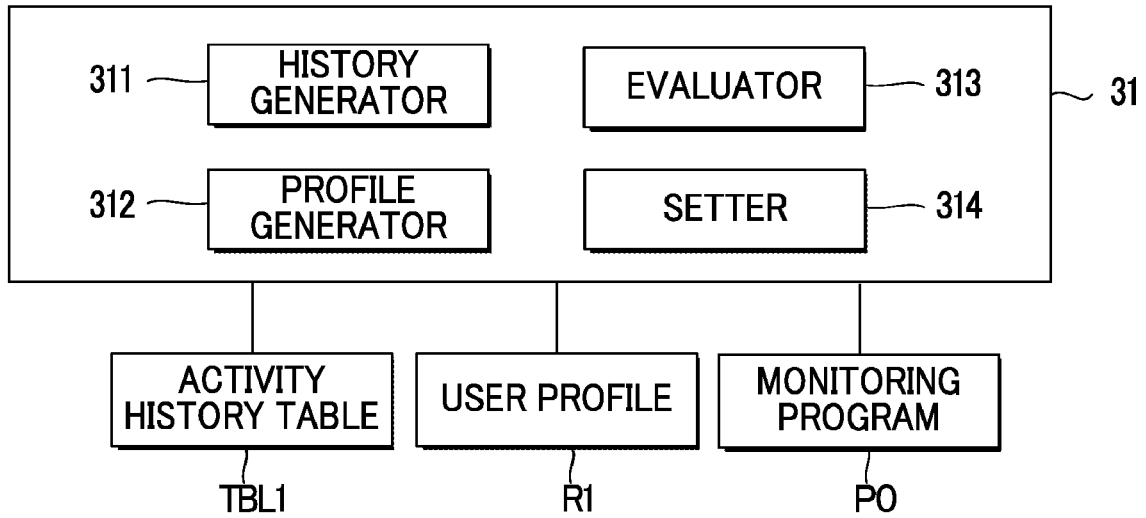 311
HISTORY
GENERATOR
EVALUATOR
313
31
312
PROFILE
GENERATOR
SETTER
314
ACTIVITY
HISTORY TABLE
USER PROFILE
MONITORING
PROGRAM
TBL1
R1
P0